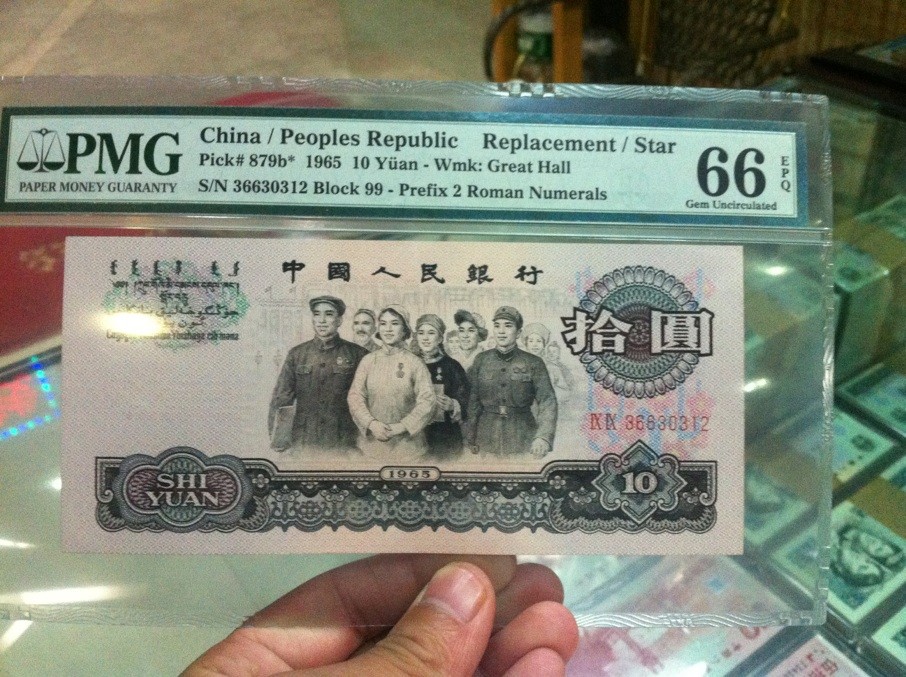 PMG
PAPER MONEY GUARANTY
China / Peoples Republic Replacement / Star
Pick# 879b* 1965 10 Yüan - Wmk: Great Hall
S/N 36630312 Block 99 - Prefix 2 Roman Numerals
66
EPQ
Gem Uncirculated
中國人民銀行
拾圓
ⅨⅨ 36630312
1965
SHI
YUAN
10